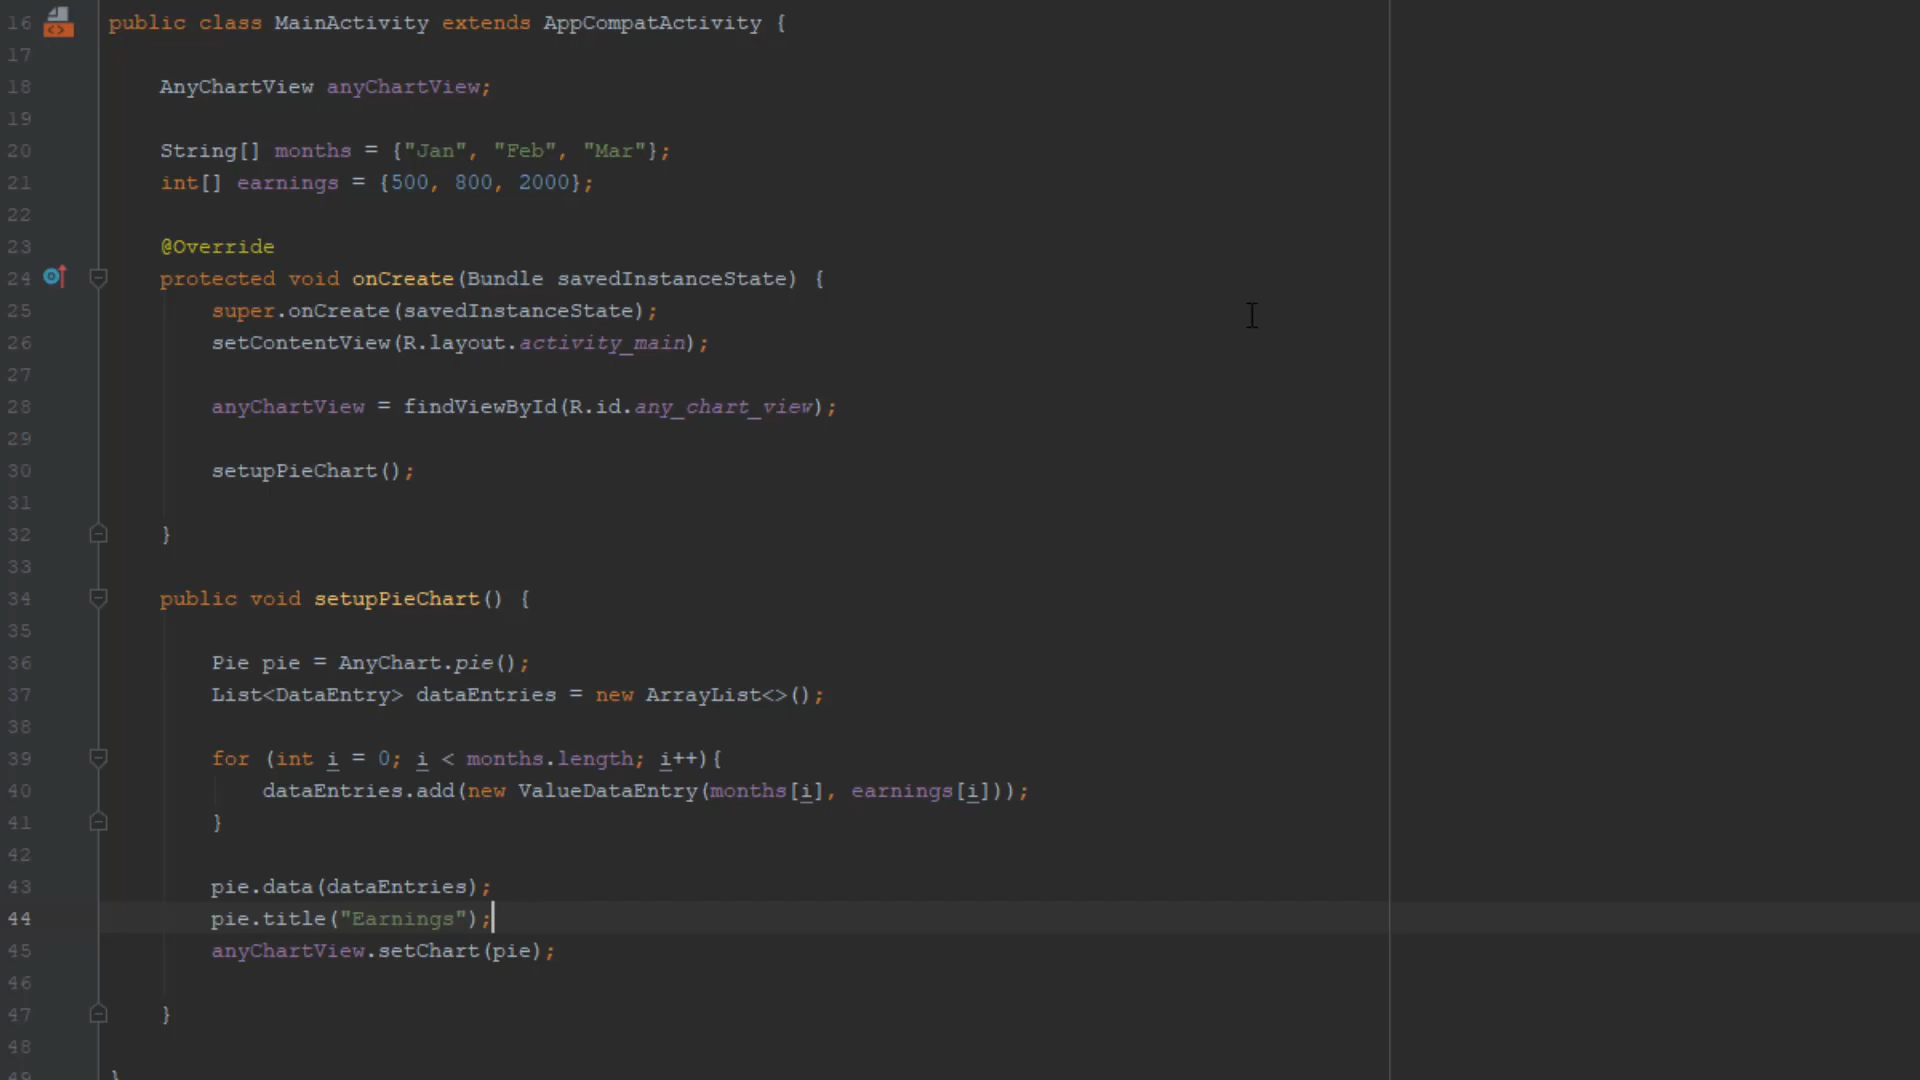 16 public class MainActivity extends AppCompatActivity {
17
18 AnyChartView anyChartView;
19
20 String[] months = {"Jan", "Feb", "Mar"};
21 int[] earnings = {500, 800, 2000};
22
23 @Override
24 protected void onCreate(Bundle savedInstanceState) {
25 super.onCreate(savedInstanceState);
26 setContentView(R.layout.activity_main);
27
28 anyChartView = findViewById(R.id.any_chart_view);
29
30 setupPieChart();
31
32 }
33
34 public void setupPieChart() {
35
36 Pie pie = AnyChart.pie();
37 List<DataEntry> dataEntries = new ArrayList<>();
38
39 for (int i = 0; i < months.length; i++){
40 dataEntries.add(new ValueDataEntry(months[i], earnings[i]));
41 }
42
43 pie.data(dataEntries);
44 pie.title("Earnings");
45 anyChartView.setChart(pie);
46
47 }
48
49 }